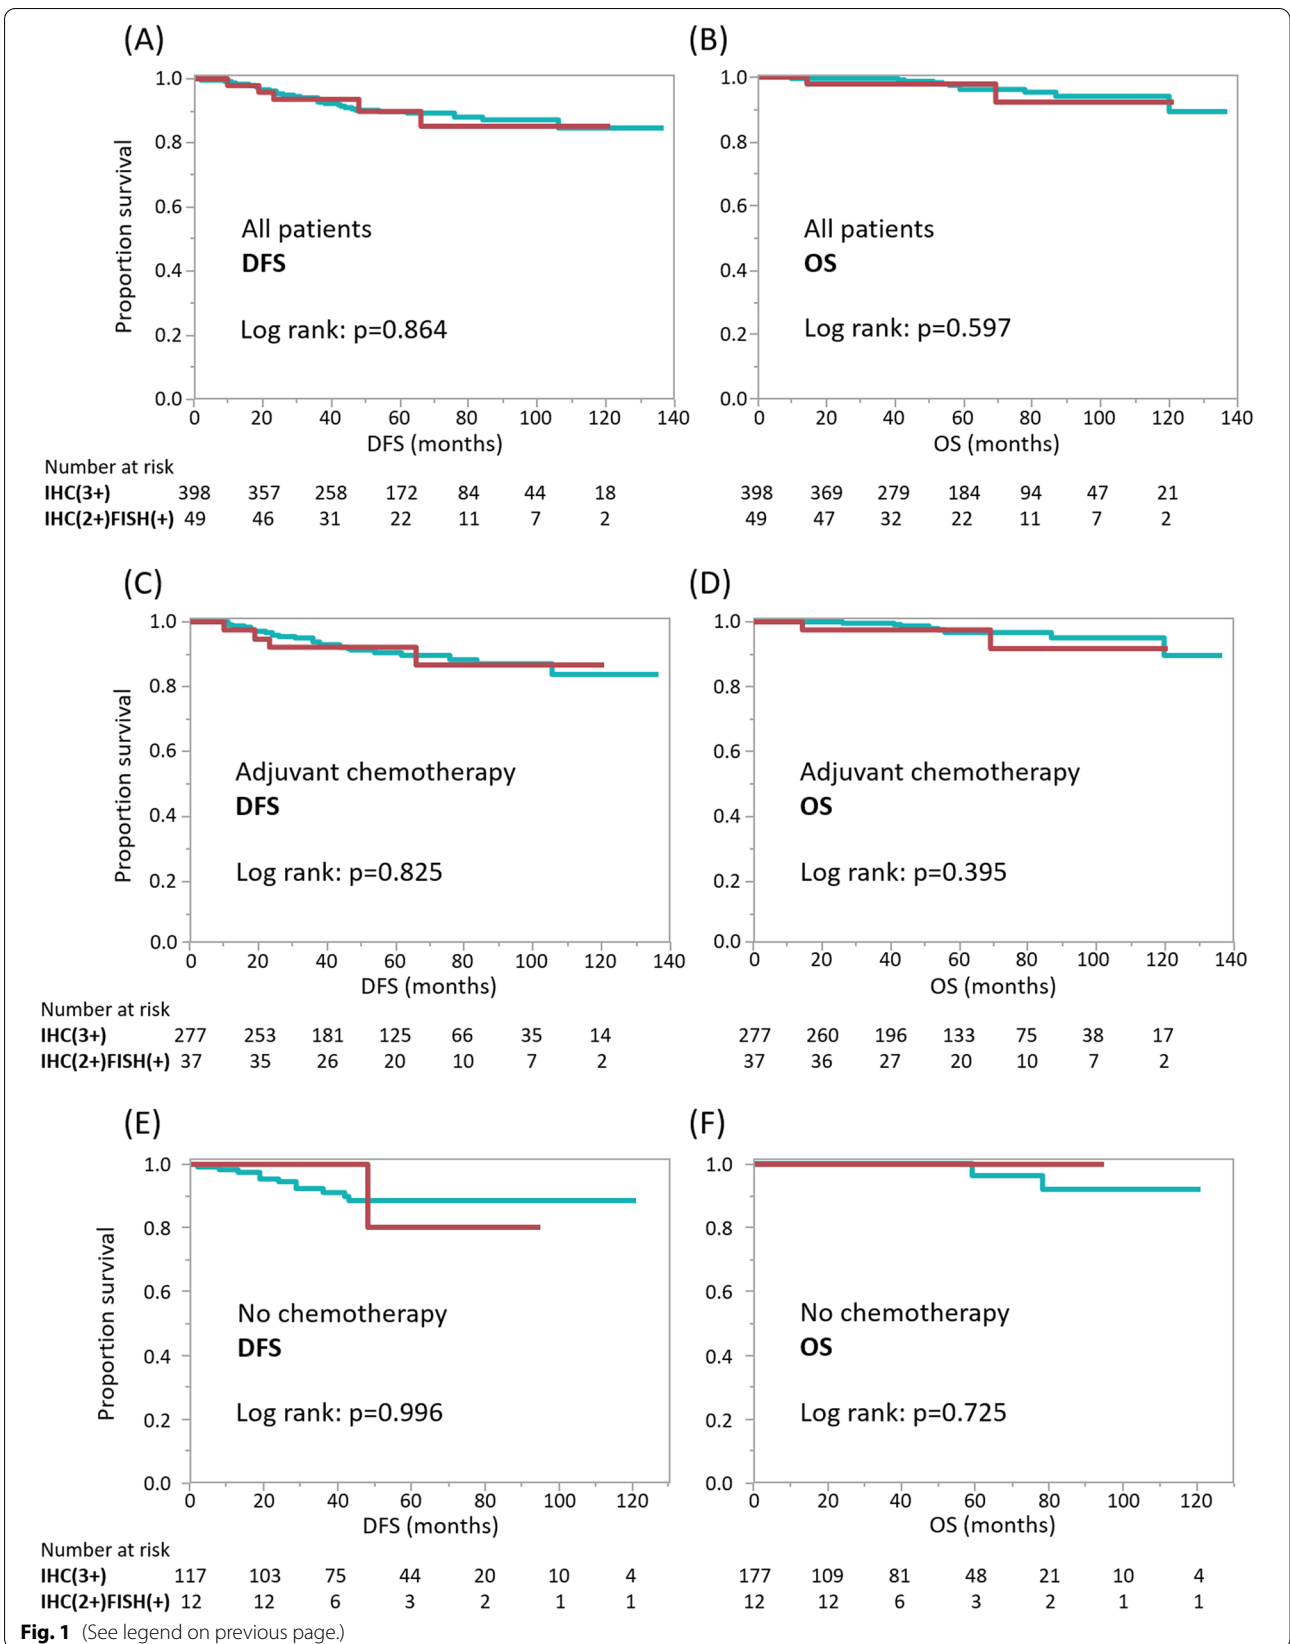 (A)
1.0
0.8
0.6
0.4
0.2
0.0
Proportion survival
All patients
DFS
Log rank: p=0.864
0 20 40 60 80 100 120 140
DFS (months)
(B)
1.0
0.8
0.6
0.4
0.2
0.0
All patients
OS
Log rank: p=0.597
0 20 40 60 80 100 120 140
OS (months)
Number at risk
IHC(3+) 398 357 258 172 84 44 18 398 369 279 184 94 47 21
IHC(2+)FISH(+) 49 46 31 22 11 7 2 49 47 32 22 11 7 2
(C)
1.0
0.8
0.6
0.4
0.2
0.0
Proportion survival
Adjuvant chemotherapy
DFS
Log rank: p=0.825
0 20 40 60 80 100 120 140
DFS (months)
(D)
1.0
0.8
0.6
0.4
0.2
0.0
Adjuvant chemotherapy
OS
Log rank: p=0.395
0 20 40 60 80 100 120 140
OS (months)
Number at risk
IHC(3+) 277 253 181 125 66 35 14 277 260 196 133 75 38 17
IHC(2+)FISH(+) 37 35 26 20 10 7 2 37 36 27 20 10 7 2
(E)
1.0
0.8
0.6
0.4
0.2
0.0
Proportion survival
No chemotherapy
DFS
Log rank: p=0.996
0 20 40 60 80 100 120
DFS (months)
(F)
1.0
0.8
0.6
0.4
0.2
0.0
No chemotherapy
OS
Log rank: p=0.725
0 20 40 60 80 100 120
OS (months)
Number at risk
IHC(3+) 117 103 75 44 20 10 4 177 109 81 48 21 10 4
IHC(2+)FISH(+) 12 12 6 3 2 1 1 12 12 6 3 2 1 1
Fig. 1 (See legend on previous page.)